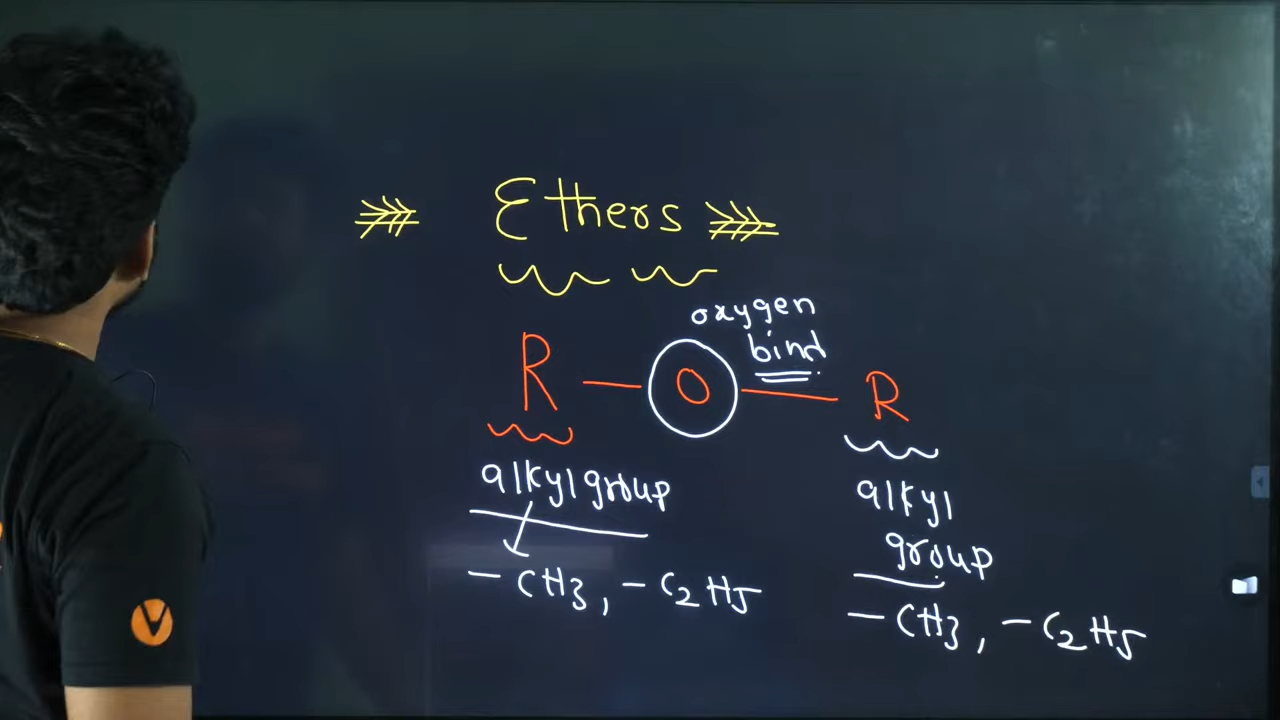 Ethers
oxygen
bind
R — O — R
alkyl group
alkyl
group
— CH3, — C2H5
— CH3, — C2H5